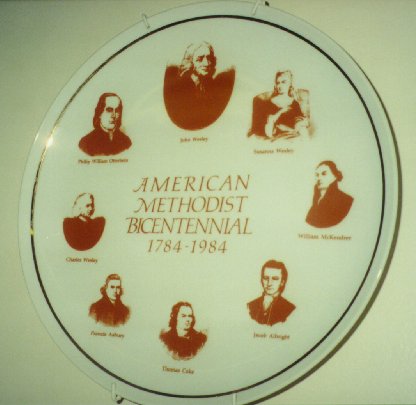 John Wesley
Philip William Otterbein
Susanna Wesley
AMERICAN
METHODIST
BICENTENNIAL
1784-1984
William McKendree
Charles Wesley
Francis Asbury
Jacob Albright
Thomas Coke